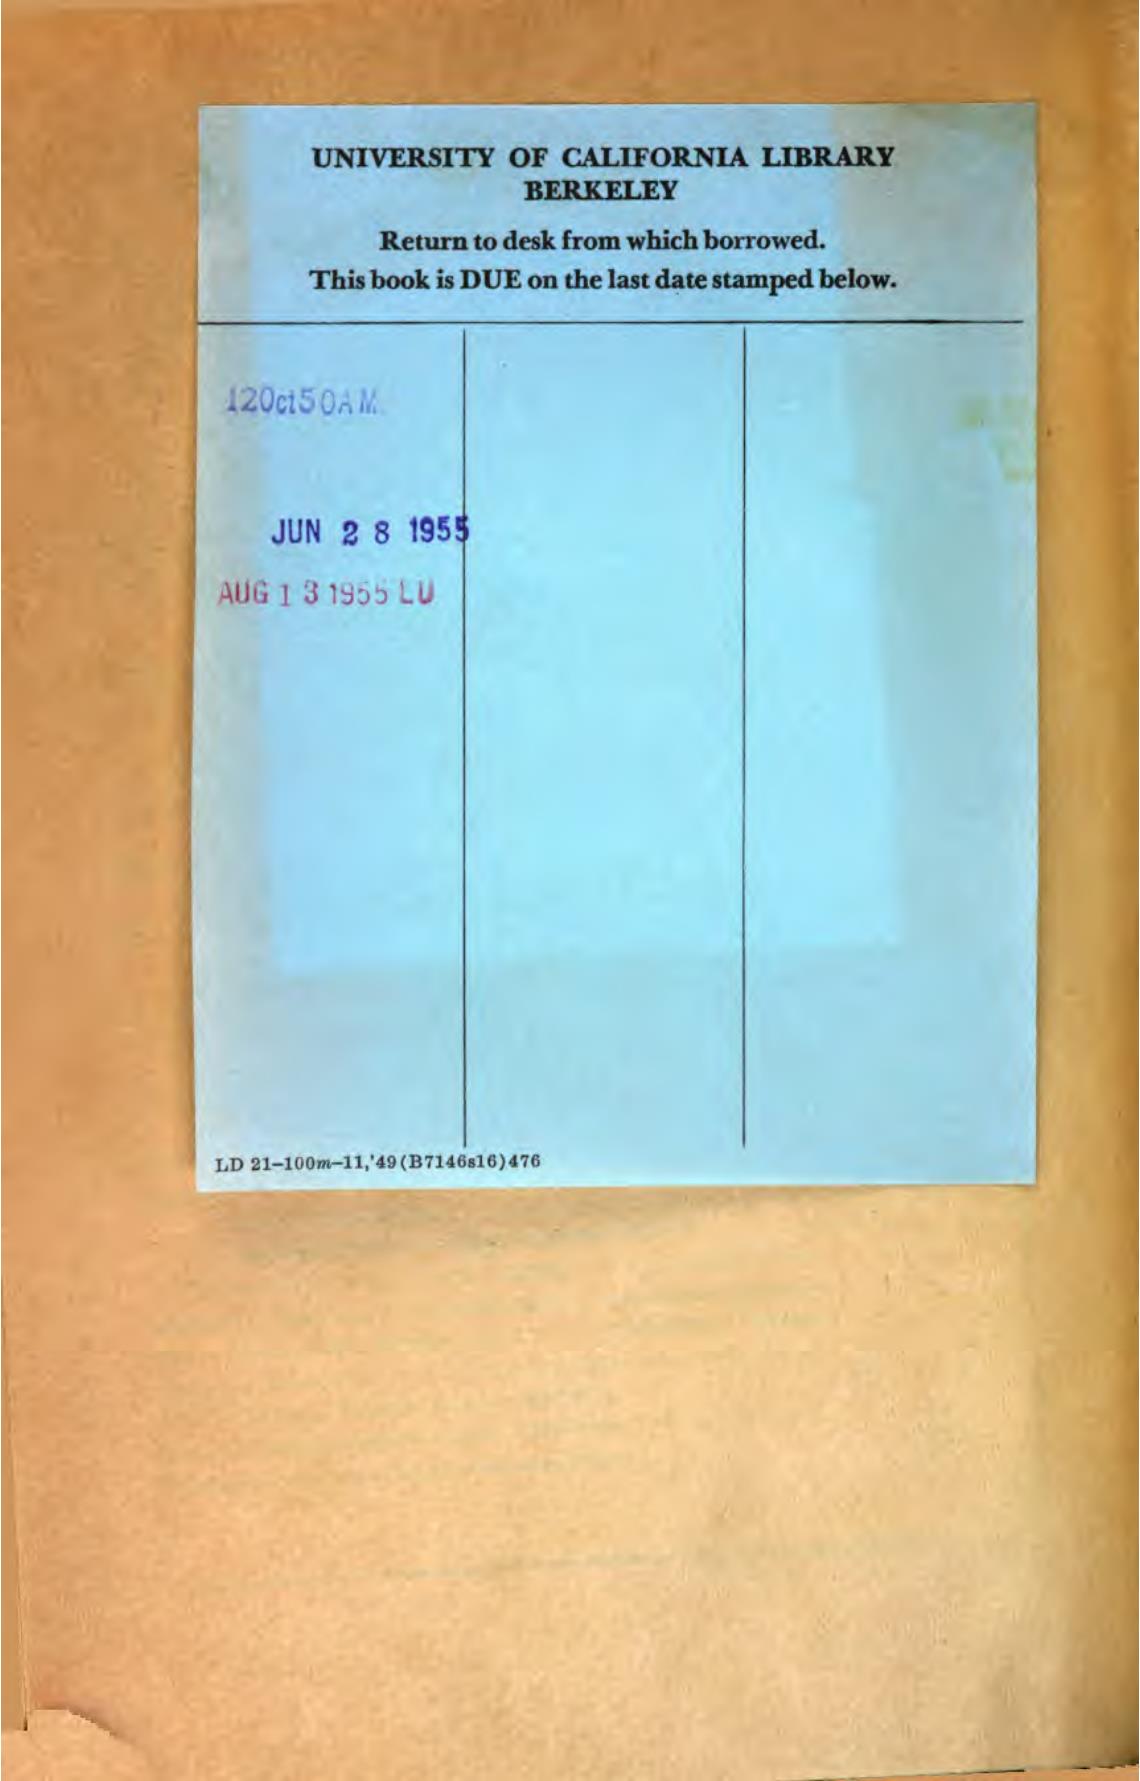 UNIVERSITY OF CALIFORNIA LIBRARY
BERKELEY
Return to desk from which borrowed.
This book is DUE on the last date stamped below.
12Oct50AM
JUN 28 1955
AUG 13 1955 LU
LD 21–100m–11,'49(B7146s16)476